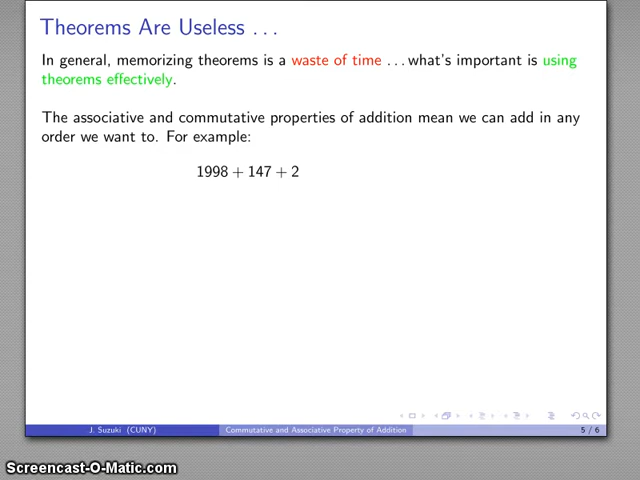 Theorems Are Useless . . .
In general, memorizing theorems is a waste of time . . . what's important is using
theorems effectively.
The associative and commutative properties of addition mean we can add in any
order we want to. For example:
1998 + 147 + 2
J. Suzuki (CUNY)
Commutative and Associative Property of Addition
5 / 6
Screencast-O-Matic.com